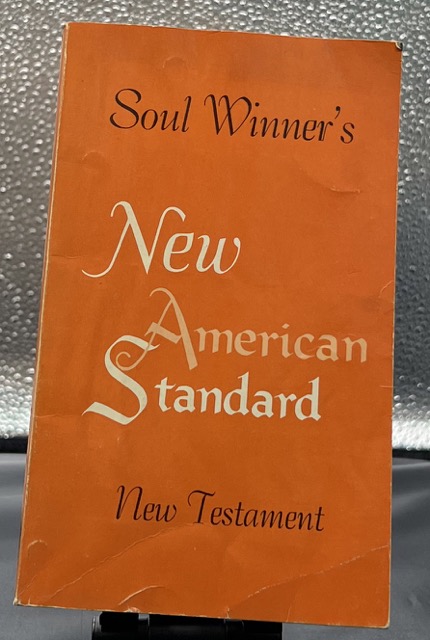 Soul Winner's
New
American
Standard
New Testament